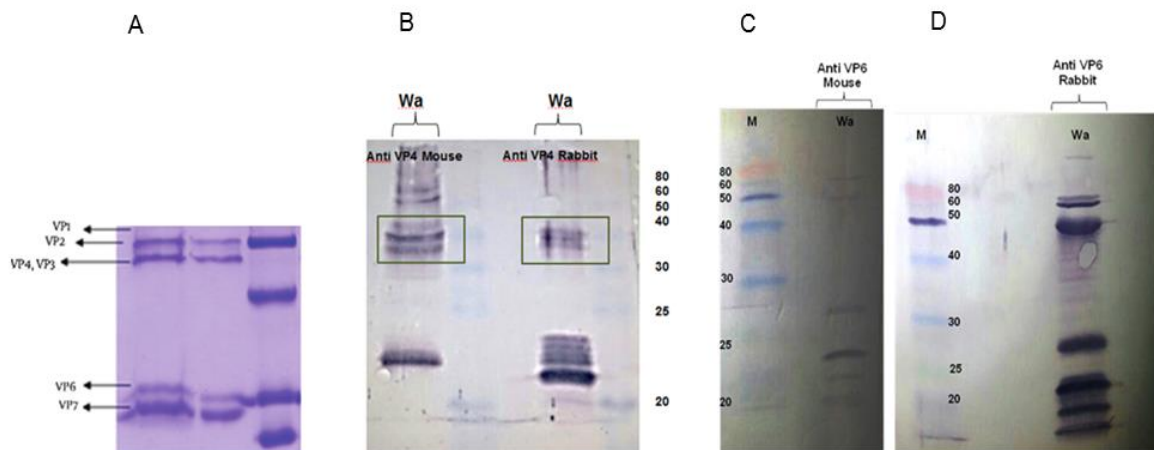 A
B
C
D
VP1
VP2
VP4, VP3
VP6
VP7
Wa
Wa
Anti VP4 Mouse
Anti VP4 Rabbit
80
60
50
40
30
25
20
Anti VP6
Mouse
M
Wa
80
60
50
40
30
25
20
Anti VP6
Rabbit
M
Wa
80
60
50
40
30
25
20